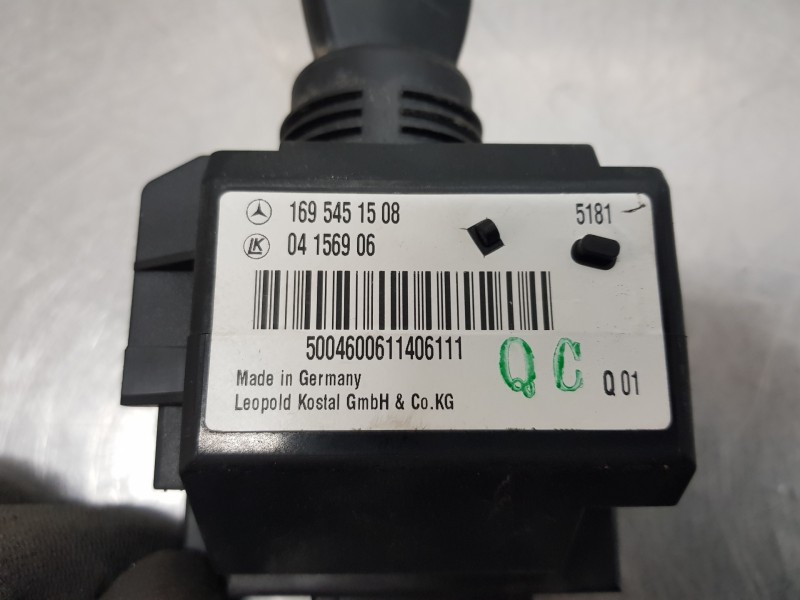 169 545 15 08
5181
LK
04 1569 06
5004600611406111
QC
Q 01
Made in Germany
Leopold Kostal GmbH & Co.KG